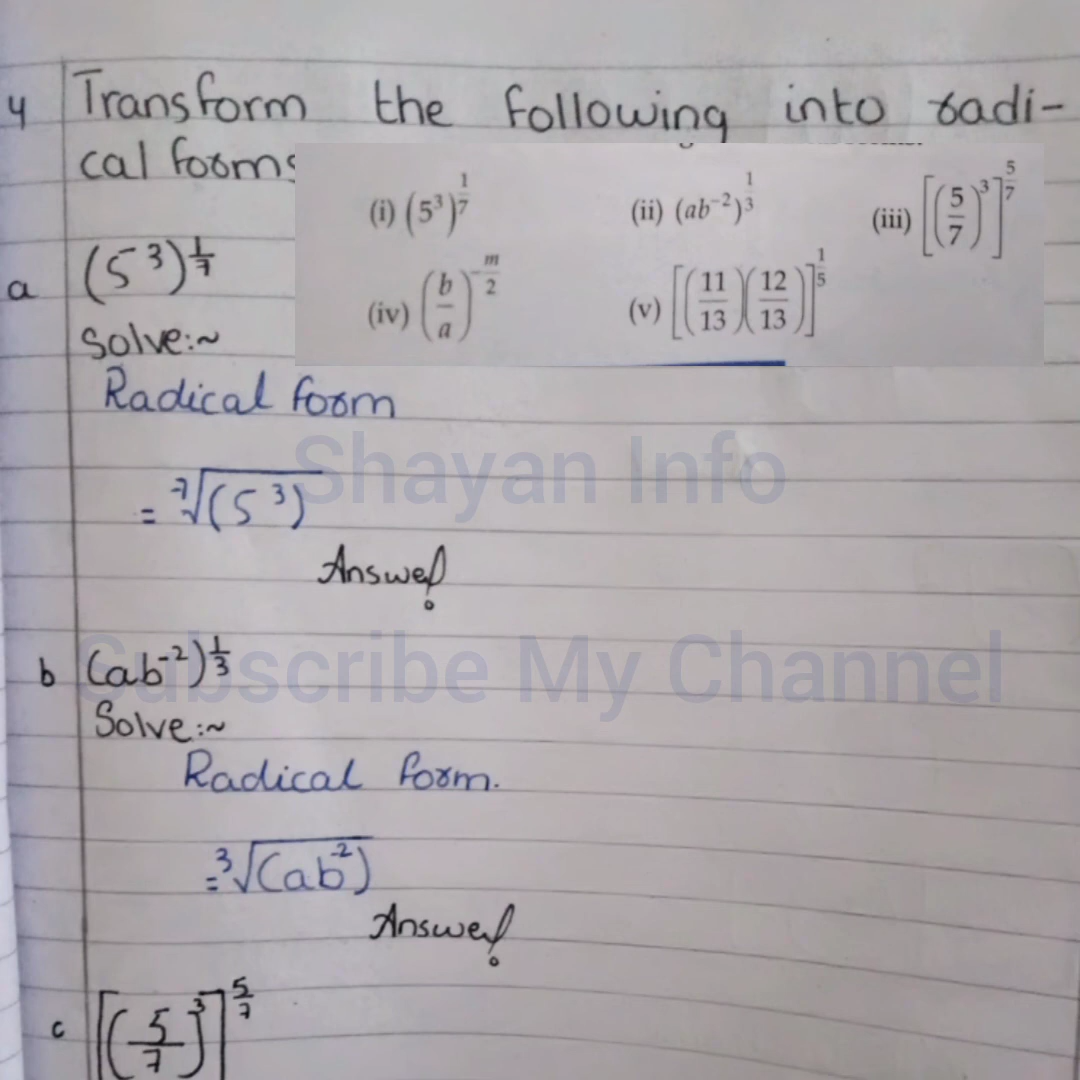 4 Transform the following into radi-
cal forms
(i) (5³)^(1/7) (ii) (ab⁻²)^(1/3) (iii) [(5/7)³]^(5/7)
(iv) (b/a)^(-m/2) (v) [(11/13)(12/13)]^(1/5)
a (5³)^(1/7)
Solve:~
Radical form
Shayan Info
= ⁷√(5³)
Answer!
Subscribe My Channel
b (ab⁻²)^(1/3)
Solve:~
Radical form.
= ³√(ab⁻²)
Answer!
c [(5/7)³]^(5/7)